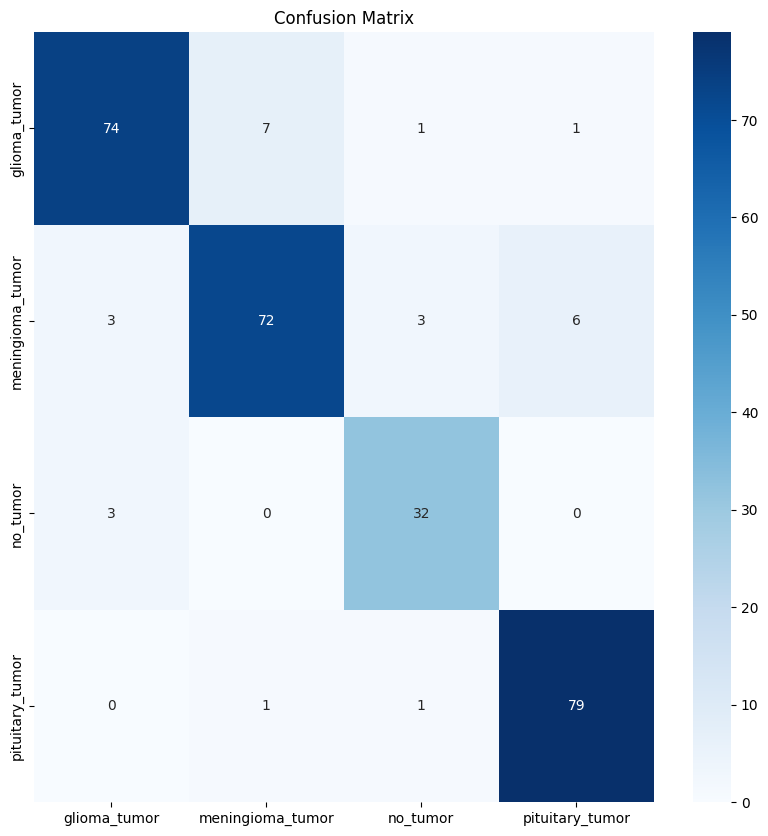 Confusion Matrix
glioma_tumor
74 7 1 1
meningioma_tumor
3 72 3 6
no_tumor
3 0 32 0
pituitary_tumor
0 1 1 79
glioma_tumor meningioma_tumor no_tumor pituitary_tumor
70
60
50
40
30
20
10
0